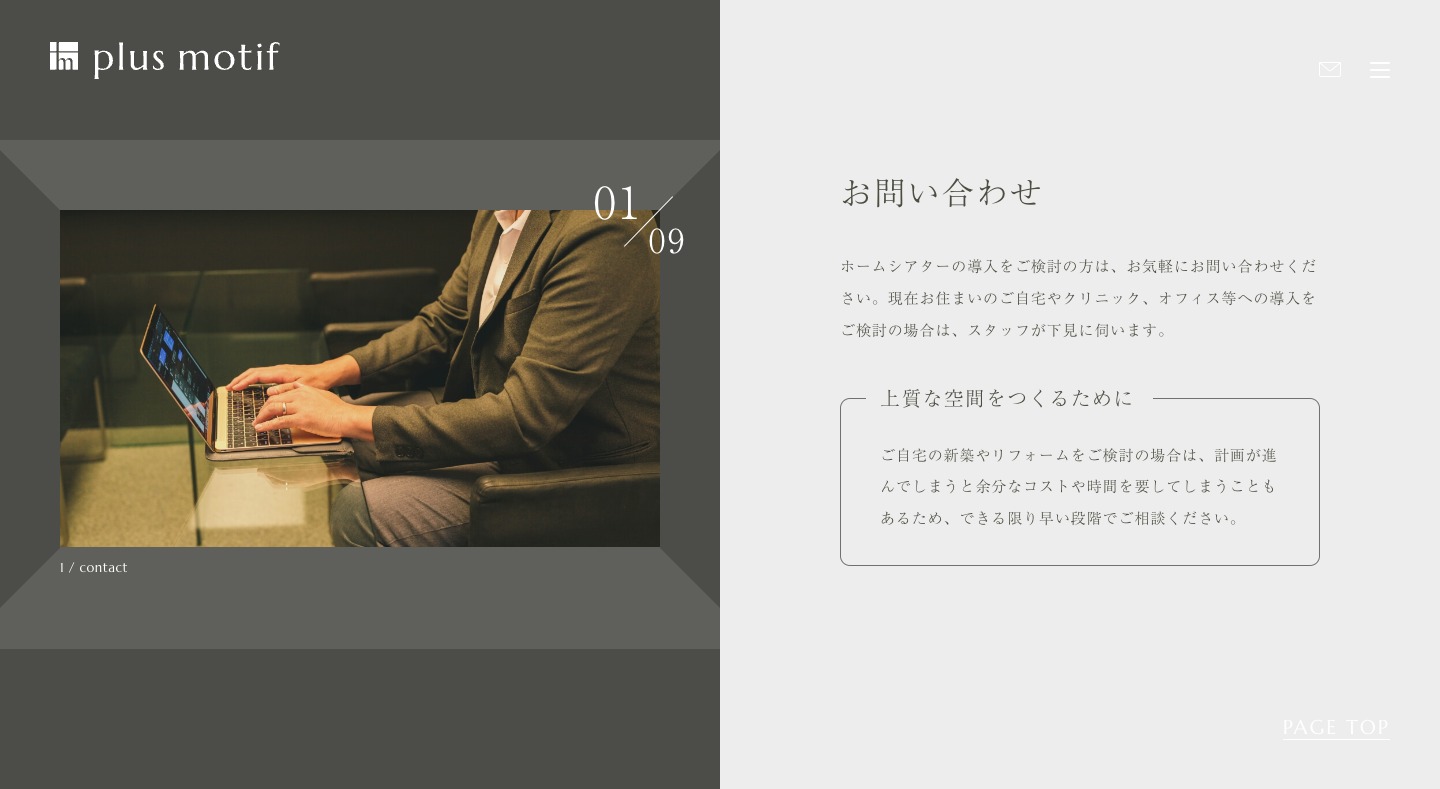 plus motif
01
09
1 / contact
お問い合わせ
ホームシアターの導入をご検討の方は、お気軽にお問い合わせくだ
さい。現在お住まいのご自宅やクリニック、オフィス等への導入を
ご検討の場合は、スタッフが下見に伺います。
上質な空間をつくるために
ご自宅の新築やリフォームをご検討の場合は、計画が進
んでしまうと余分なコストや時間を要してしまうことも
あるため、できる限り早い段階でご相談ください。
PAGE TOP